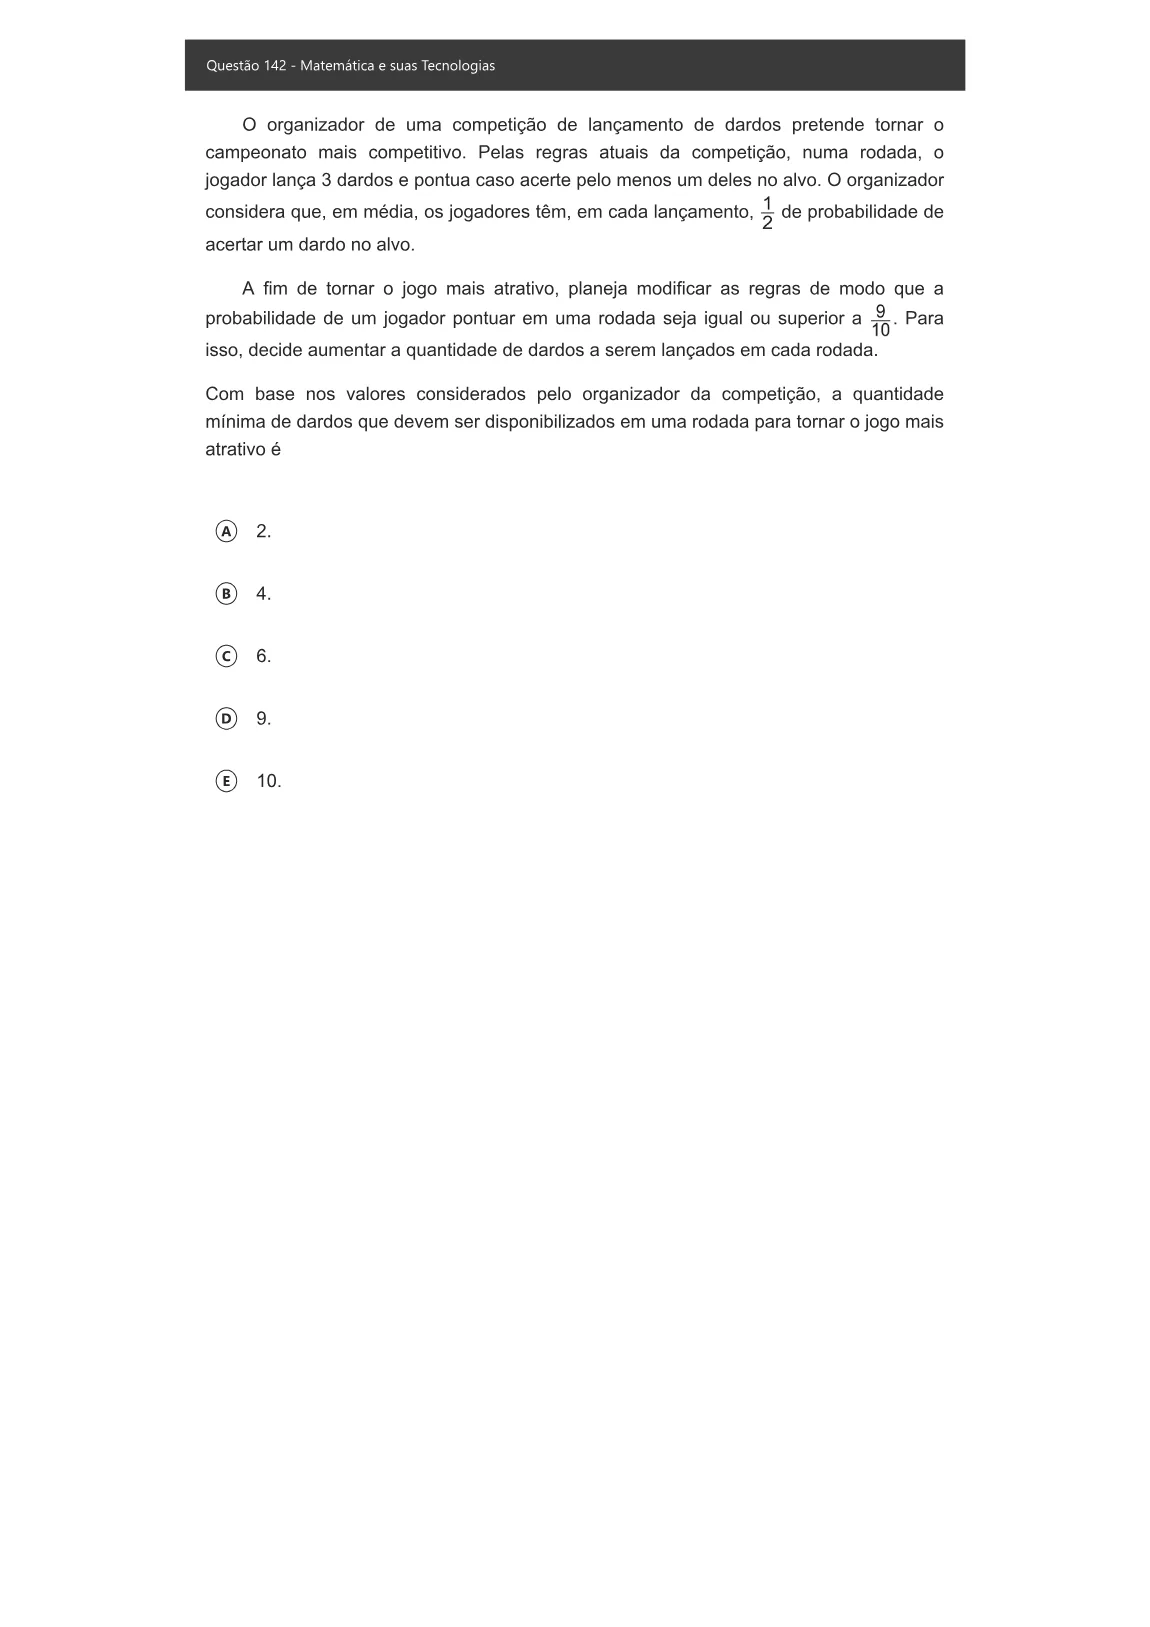 Questão 142 - Matemática e suas Tecnologias
O organizador de uma competição de lançamento de dardos pretende tornar o
campeonato mais competitivo. Pelas regras atuais da competição, numa rodada, o
jogador lança 3 dardos e pontua caso acerte pelo menos um deles no alvo. O organizador
considera que, em média, os jogadores têm, em cada lançamento, 1/2 de probabilidade de
acertar um dardo no alvo.
A fim de tornar o jogo mais atrativo, planeja modificar as regras de modo que a
probabilidade de um jogador pontuar em uma rodada seja igual ou superior a 9/10. Para
isso, decide aumentar a quantidade de dardos a serem lançados em cada rodada.
Com base nos valores considerados pelo organizador da competição, a quantidade
mínima de dardos que devem ser disponibilizados em uma rodada para tornar o jogo mais
atrativo é
A 2.
B 4.
C 6.
D 9.
E 10.